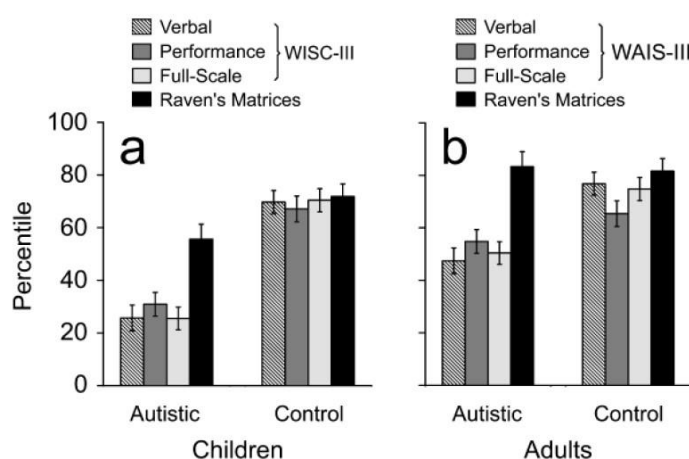 Verbal
Performance
Full-Scale
WISC-III
Raven's Matrices
Verbal
Performance
Full-Scale
WAIS-III
Raven's Matrices
Percentile
100
80
60
40
20
0
a
b
Autistic
Control
Autistic
Control
Children
Adults